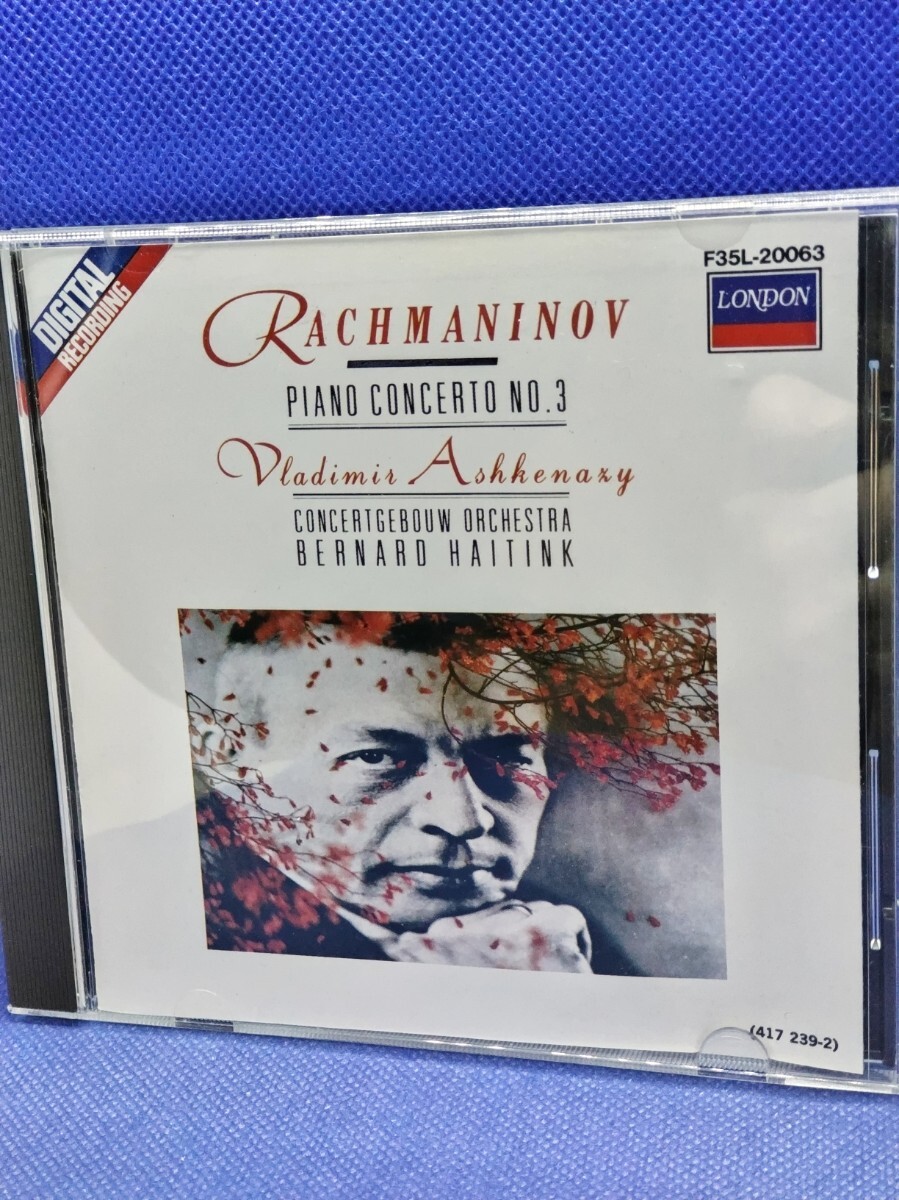 DIGITAL
RECORDING
F35L-20063
LONDON
RACHMANINOV
PIANO CONCERTO NO.3
Vladimir Ashkenazy
CONCERTGEBOUW ORCHESTRA
BERNARD HAITINK
(417 239-2)